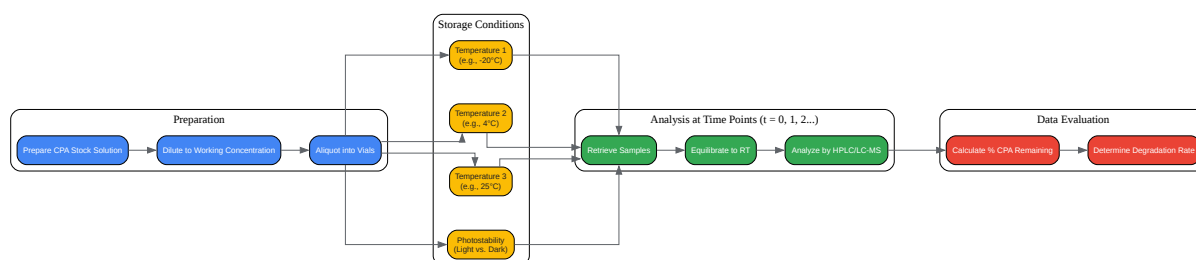 Preparation
Prepare CPA Stock Solution
Dilute to Working Concentration
Aliquot into Vials
Storage Conditions
Temperature 1
(e.g., -20°C)
Temperature 2
(e.g., 4°C)
Temperature 3
(e.g., 25°C)
Photostability
(Light vs. Dark)
Analysis at Time Points (t = 0, 1, 2...)
Retrieve Samples
Equilibrate to RT
Analyze by HPLC/LC-MS
Data Evaluation
Calculate % CPA Remaining
Determine Degradation Rate